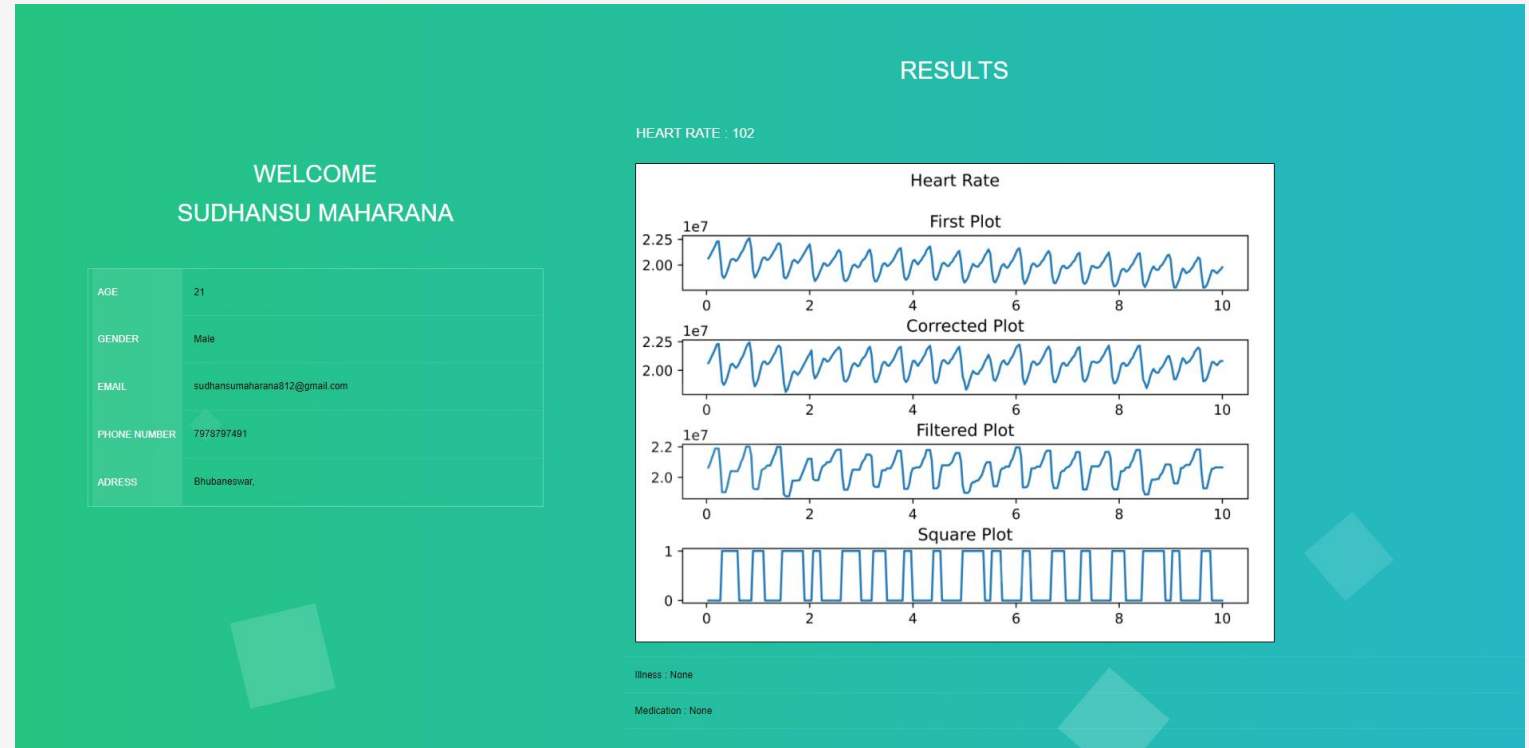 WELCOME
SUDHANSU MAHARANA
AGE 21
GENDER Male
EMAIL sudhansumaharana812@gmail.com
PHONE NUMBER 7978797491
ADRESS Bhubaneswar,
RESULTS
HEART RATE : 102
Heart Rate
First Plot
1e7
2.25
2.00
0 2 4 6 8 10
Corrected Plot
1e7
2.25
2.00
0 2 4 6 8 10
Filtered Plot
1e7
2.2
2.0
0 2 4 6 8 10
Square Plot
1
0
0 2 4 6 8 10
Illness : None
Medication : None